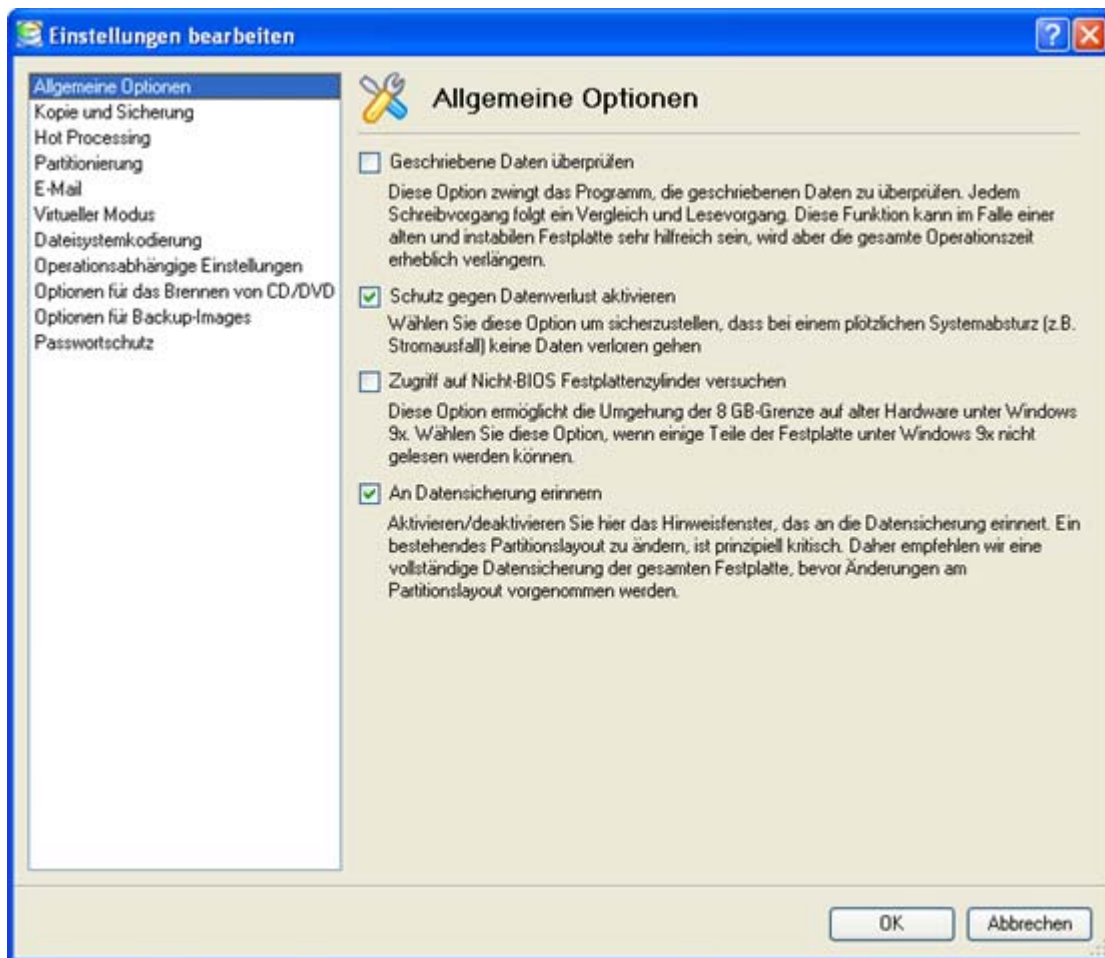 Einstellungen bearbeiten
Allgemeine Optionen
Kopie und Sicherung
Hot Processing
Partitionierung
E-Mail
Virtueller Modus
Dateisystemkodierung
Operationsabhängige Einstellungen
Optionen für das Brennen von CD/DVD
Optionen für Backup-Images
Passwortschutz
Allgemeine Optionen
Geschriebene Daten überprüfen
Diese Option zwingt das Programm, die geschriebenen Daten zu überprüfen. Jedem
Schreibvorgang folgt ein Vergleich und Lesevorgang. Diese Funktion kann im Falle einer
alten und instabilen Festplatte sehr hilfreich sein, wird aber die gesamte Operationszeit
erheblich verlängern.
Schutz gegen Datenverlust aktivieren
Wählen Sie diese Option um sicherzustellen, dass bei einem plötzlichen Systemabsturz (z.B.
Stromausfall) keine Daten verloren gehen
Zugriff auf Nicht-BIOS Festplattenzylinder versuchen
Diese Option ermöglicht die Umgehung der 8 GB-Grenze auf alter Hardware unter Windows
9x. Wählen Sie diese Option, wenn einige Teile der Festplatte unter Windows 9x nicht
gelesen werden können.
An Datensicherung erinnern
Aktivieren/deaktivieren Sie hier das Hinweisfenster, das an die Datensicherung erinnert. Ein
bestehendes Partitionslayout zu ändern, ist prinzipiell kritisch. Daher empfehlen wir eine
vollständige Datensicherung der gesamten Festplatte, bevor Änderungen am
Partitionslayout vorgenommen werden.
OK
Abbrechen